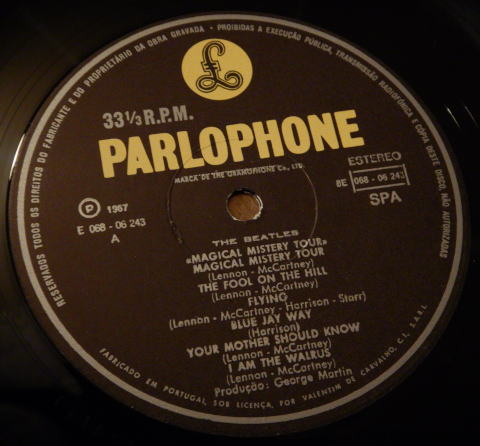 RESERVADOS TODOS OS DIREITOS DO FABRICANTE E DO PROPRIETÁRIO DA OBRA GRAVADA - PROIBIDAS A EXECUÇÃO PÚBLICA, TRANSMISSÃO RADIOFÓNICA E CÓPIA DESTE DISCO, NÃO AUTORIZADAS
£
33 1/3 R.P.M.
PARLOPHONE
MARCA DE THE GRAMOPHONE Co., LTD.
ESTEREO
8E 068 - 06 243
SPA
Ⓟ 1967
E 068 - 06 243
A
THE BEATLES
«MAGICAL MISTERY TOUR»
MAGICAL MISTERY TOUR
(Lennon - McCartney)
THE FOOL ON THE HILL
(Lennon - McCartney)
FLYING
(Lennon - McCartney - Harrison - Starr)
BLUE JAY WAY
(Harrison)
YOUR MOTHER SHOULD KNOW
(Lennon - McCartney)
I AM THE WALRUS
(Lennon - McCartney)
Produção: George Martin
FABRICADO EM PORTUGAL, SOB LICENÇA, POR VALENTIM DE CARVALHO, C.I., S.A.R.L.